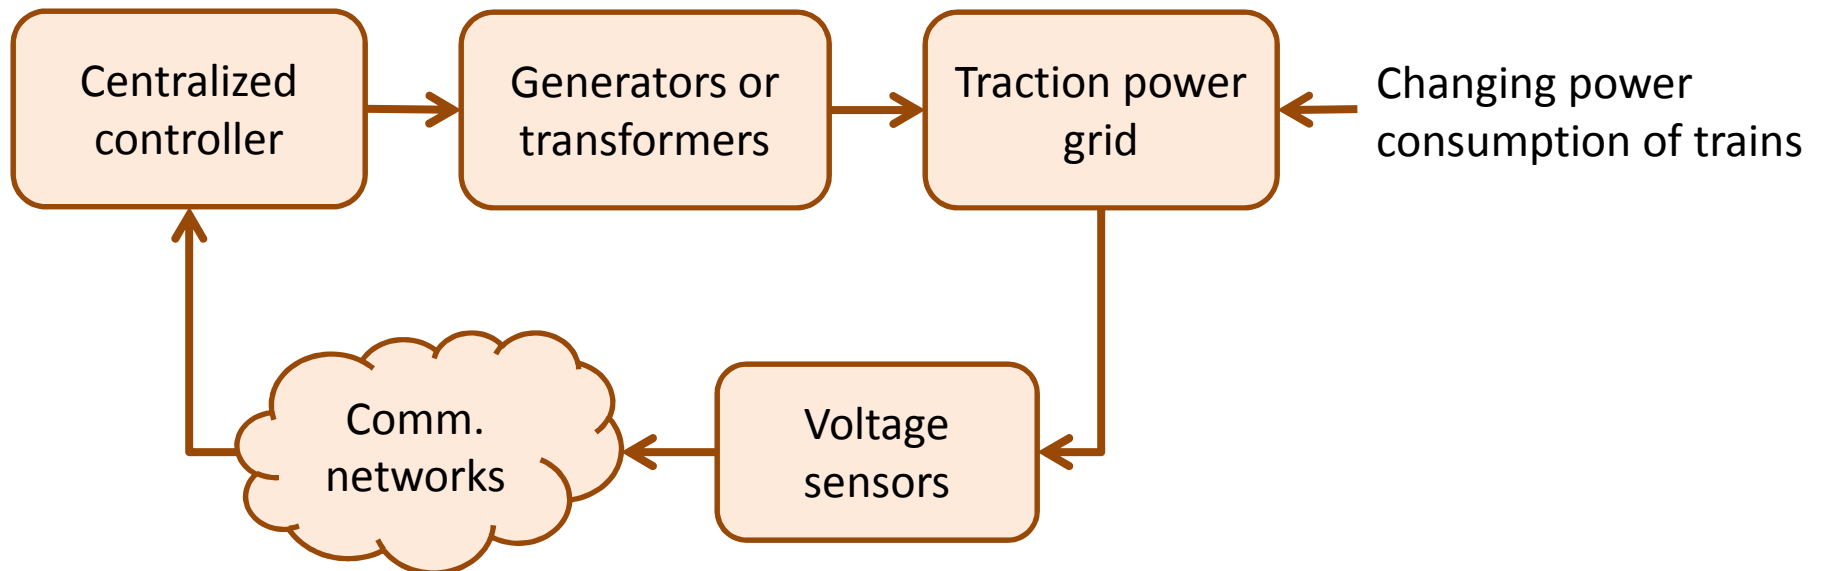 Centralized
controller
Generators or
transformers
Traction power
grid
Changing power
consumption of trains
Comm.
networks
Voltage
sensors